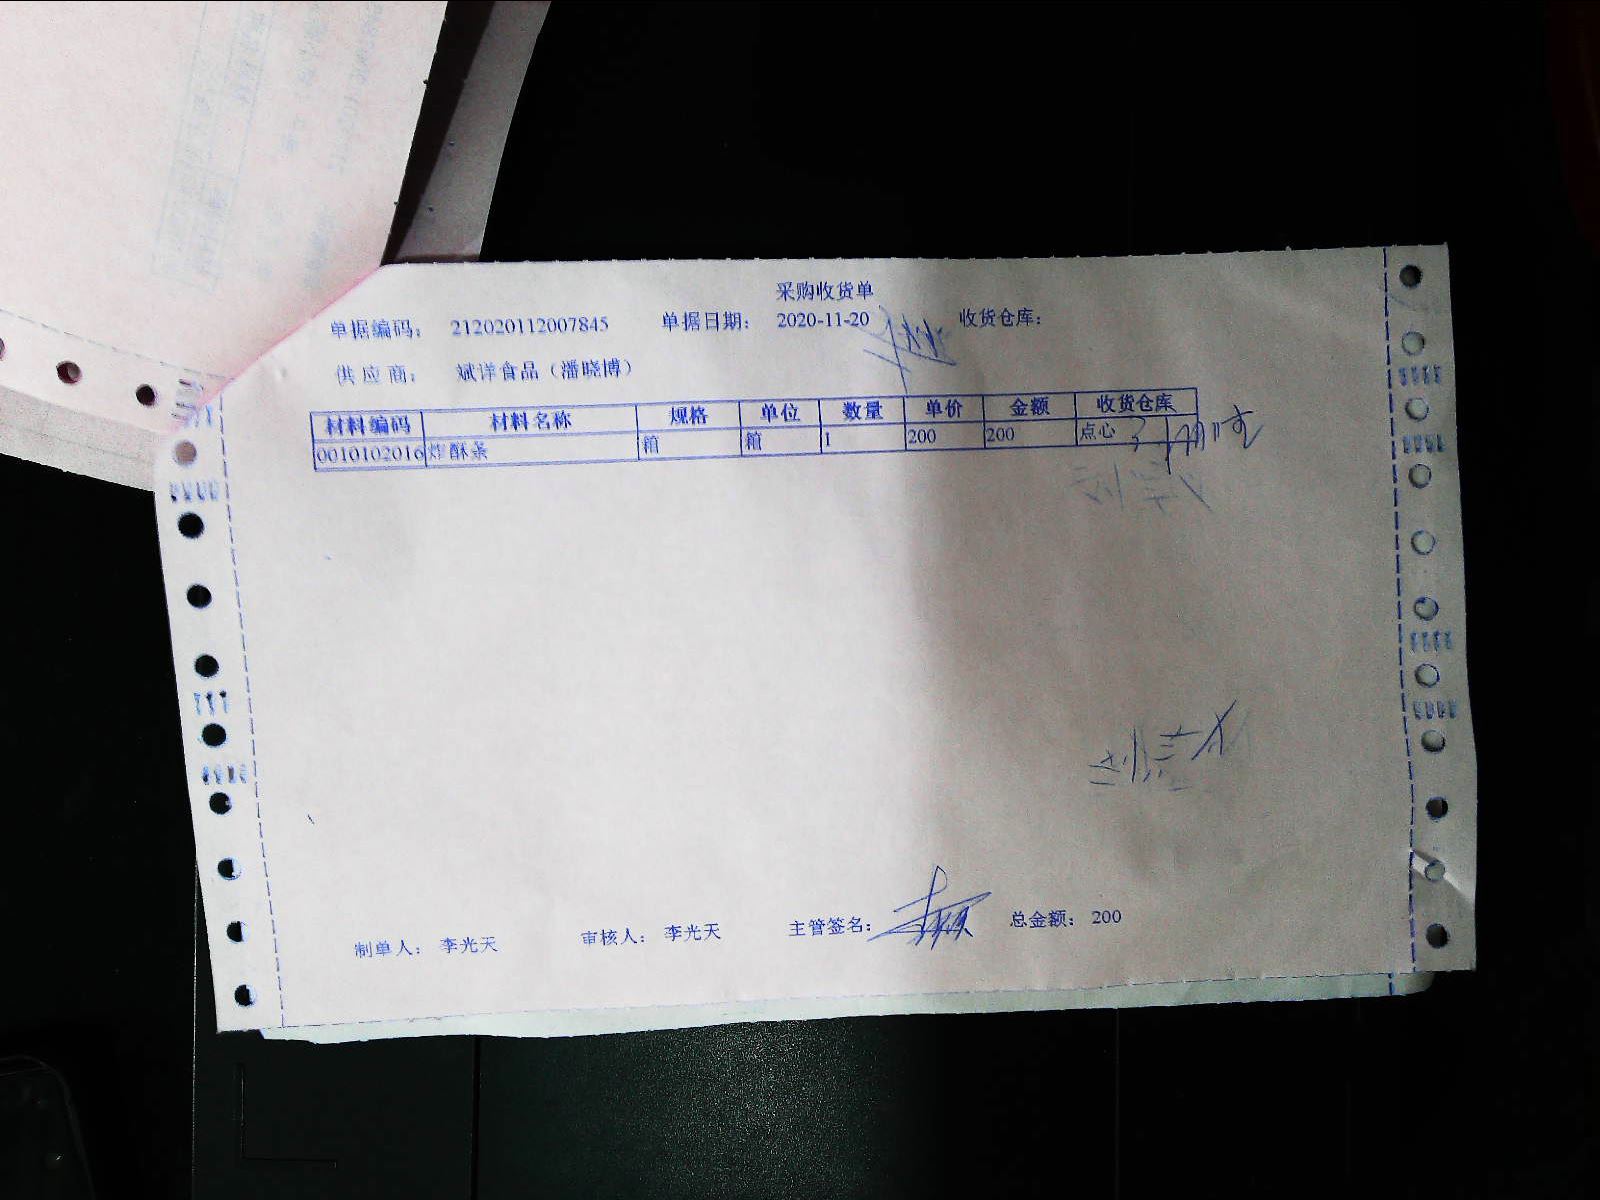 采购收货单
单据编码: 212020112007845 单据日期: 2020-11-20 收货仓库:
供应商: 斌洋食品（潘晓博）
材料编码 材料名称 规格 单位 数量 单价 金额 收货仓库
0010102016 炸酥条 箱 箱 1 200 200 点心
制单人: 李光天 审核人: 李光天 主管签名: 总金额: 200